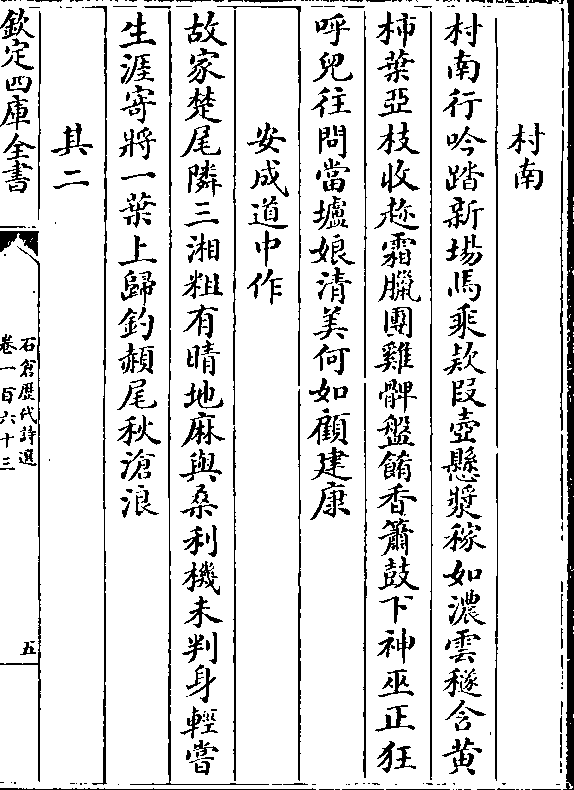 村南
村南行吟踏新場馬乘欵段壺懸漿稼如濃雲穟含黄
柿葉亞枝收趂霜臘團雞髀盤餚香簫鼓下神巫正狂
呼兒往問當壚娘清美何如顧建康
安成道中作
故家楚尾隣三湘粗有晴地麻與桑利機未判身輕嘗
生涯寄將一葉上歸釣頳尾秋滄浪
其二
欽定四庫全書
石倉歴代詩選
卷一百六十三
五